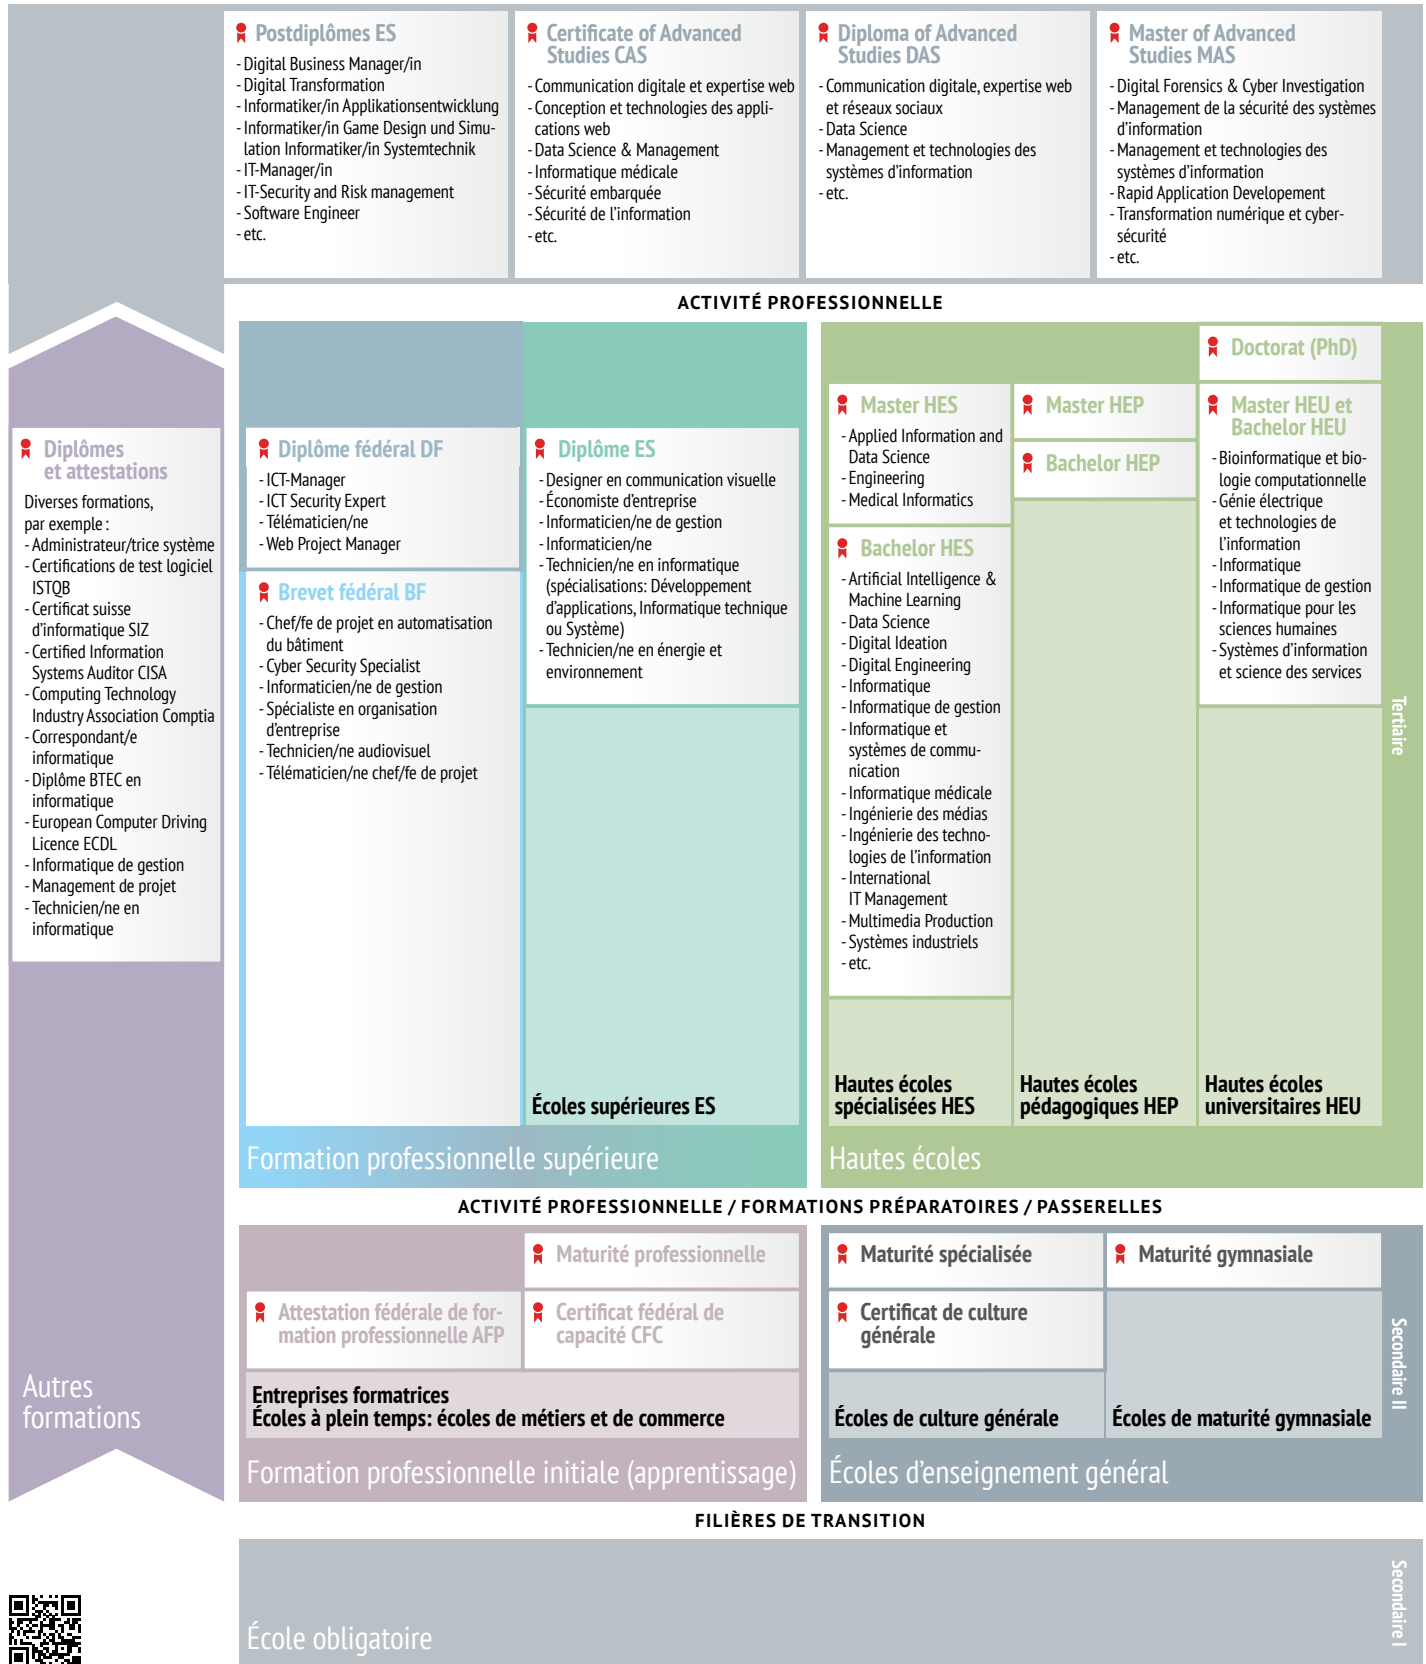 Postdiplômes ES
- Digital Business Manager/in
- Digital Transformation
- Informatiker/in Applikationsentwicklung
- Informatiker/in Game Design und Simu-
lation Informatiker/in Systemtechnik
- IT-Manager/in
- IT-Security and Risk management
- Software Engineer
- etc.
Certificate of Advanced
Studies CAS
- Communication digitale et expertise web
- Conception et technologies des appli-
cations web
- Data Science & Management
- Informatique médicale
- Sécurité embarquée
- Sécurité de l'information
- etc.
Diploma of Advanced
Studies DAS
- Communication digitale, expertise web
et réseaux sociaux
- Data Science
- Management et technologies des
systèmes d'information
- etc.
Master of Advanced
Studies MAS
- Digital Forensics & Cyber Investigation
- Management de la sécurité des systèmes
d'information
- Management et technologies des
systèmes d'information
- Rapid Application Developement
- Transformation numérique et cyber-
sécurité
- etc.
ACTIVITÉ PROFESSIONNELLE
Diplômes
et attestations
Diverses formations,
par exemple :
- Administrateur/trice système
- Certifications de test logiciel
ISTQB
- Certificat suisse
d'informatique SIZ
- Certified Information
Systems Auditor CISA
- Computing Technology
Industry Association Comptia
- Correspondant/e
informatique
- Diplôme BTEC en
informatique
- European Computer Driving
Licence ECDL
- Informatique de gestion
- Management de projet
- Technicien/ne en
informatique
Autres
formations
Diplôme fédéral DF
- ICT-Manager
- ICT Security Expert
- Télématicien/ne
- Web Project Manager
Brevet fédéral BF
- Chef/fe de projet en automatisation
du bâtiment
- Cyber Security Specialist
- Informaticien/ne de gestion
- Spécialiste en organisation
d'entreprise
- Technicien/ne audiovisuel
- Télématicien/ne chef/fe de projet
Diplôme ES
- Designer en communication visuelle
- Économiste d'entreprise
- Informaticien/ne de gestion
- Informaticien/ne
- Technicien/ne en informatique
(spécialisations: Développement
d'applications, Informatique technique
ou Système)
- Technicien/ne en énergie et
environnement
Écoles supérieures ES
Formation professionnelle supérieure
Master HES
- Applied Information and
Data Science
- Engineering
- Medical Informatics
Bachelor HES
- Artificial Intelligence &
Machine Learning
- Data Science
- Digital Ideation
- Digital Engineering
- Informatique
- Informatique de gestion
- Informatique et
systèmes de commu-
nication
- Informatique médicale
- Ingénierie des médias
- Ingénierie des techno-
logies de l'information
- International
IT Management
- Multimedia Production
- Systèmes industriels
- etc.
Hautes écoles
spécialisées HES
Master HEP
Bachelor HEP
Hautes écoles
pédagogiques HEP
Doctorat (PhD)
Master HEU et
Bachelor HEU
- Bioinformatique et bio-
logie computationnelle
- Génie électrique
et technologies de
l'information
- Informatique
- Informatique de gestion
- Informatique pour les
sciences humaines
- Systèmes d'information
et science des services
Hautes écoles
universitaires HEU
Hautes écoles
Tertiaire
ACTIVITÉ PROFESSIONNELLE / FORMATIONS PRÉPARATOIRES / PASSERELLES
Maturité professionnelle
Attestation fédérale de for-
mation professionnelle AFP
Certificat fédéral de
capacité CFC
Entreprises formatrices
Écoles à plein temps: écoles de métiers et de commerce
Formation professionnelle initiale (apprentissage)
Maturité spécialisée
Certificat de culture
générale
Écoles de culture générale
Maturité gymnasiale
Écoles de maturité gymnasiale
Écoles d'enseignement général
Secondaire II
FILIÈRES DE TRANSITION
École obligatoire
Secondaire I